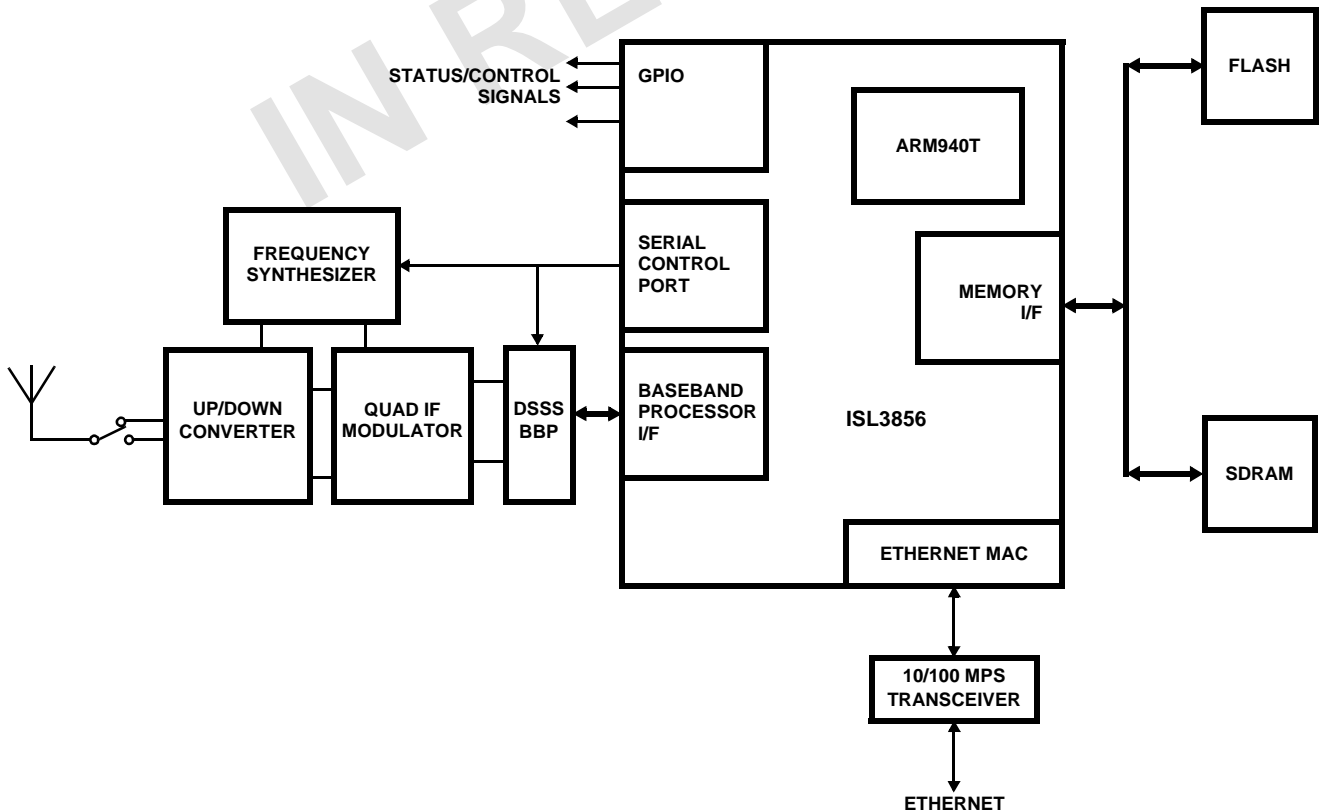 IN RE
STATUS/CONTROL
SIGNALS
GPIO
ARM940T
FLASH
FREQUENCY
SYNTHESIZER
SERIAL
CONTROL
PORT
MEMORY
I/F
UP/DOWN
CONVERTER
QUAD IF
MODULATOR
DSSS
BBP
BASEBAND
PROCESSOR
I/F
ISL3856
SDRAM
ETHERNET MAC
10/100 MPS
TRANSCEIVER
ETHERNET